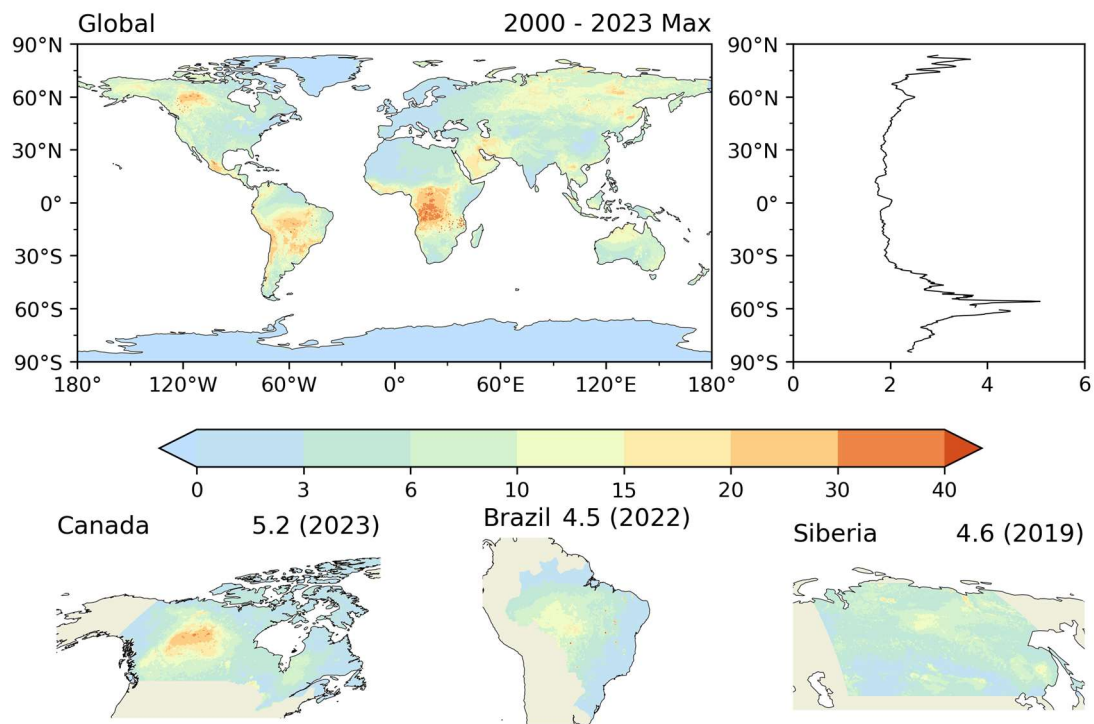 Global 2000 - 2023 Max
90°N
60°N
30°N
0°
30°S
60°S
90°S
180° 120°W 60°W 0° 60°E 120°E 180°
90°N
60°N
30°N
0°
30°S
60°S
90°S
0 2 4 6
0 3 6 10 15 20 30 40
Canada 5.2 (2023)
Brazil 4.5 (2022)
Siberia 4.6 (2019)